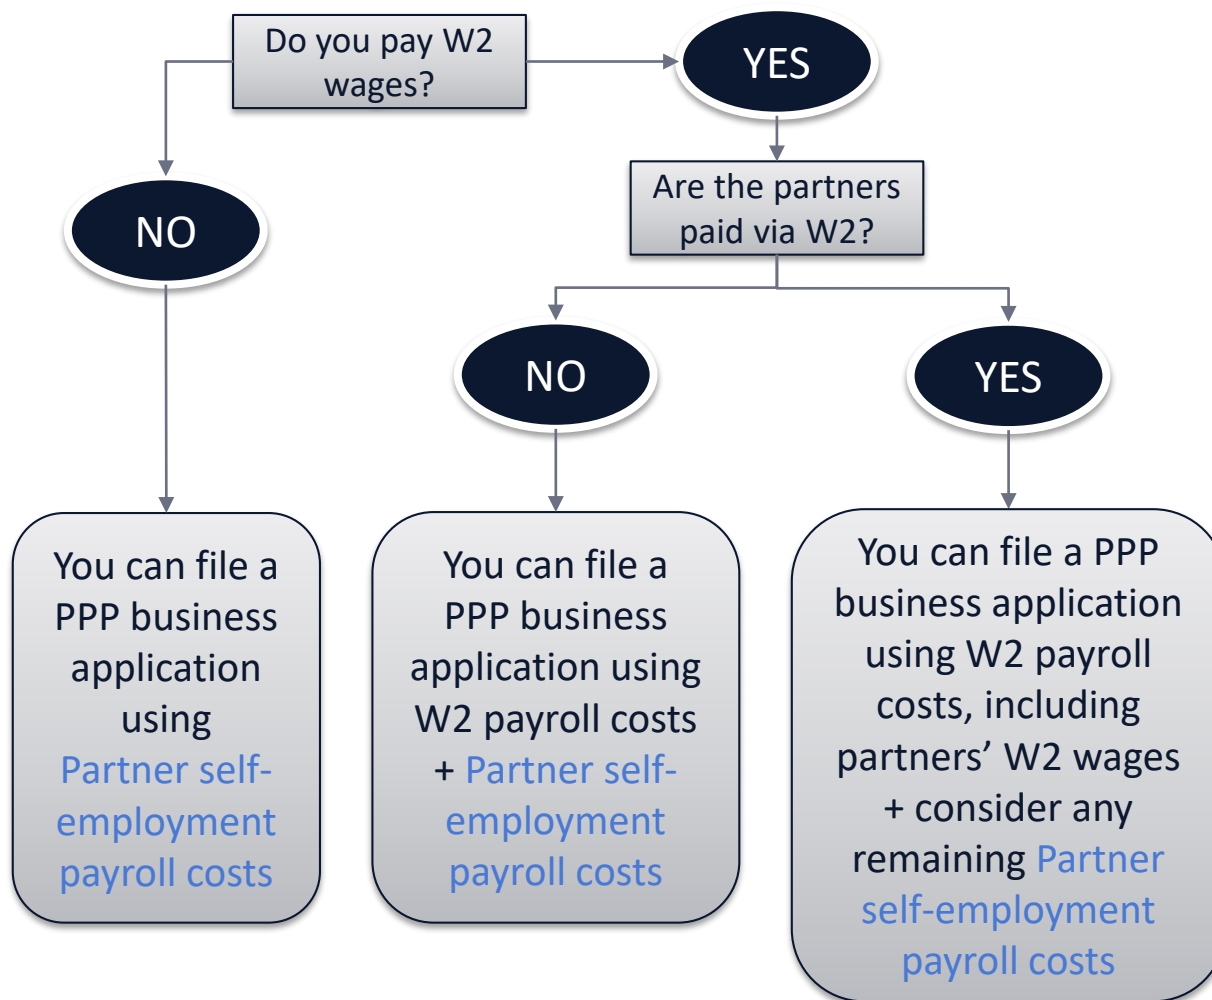 Do you pay W2
wages?
YES
Are the partners
paid via W2?
NO
NO
YES
You can file a
PPP business
application
using
Partner self-
employment
payroll costs
You can file a
PPP business
application using
W2 payroll costs
+ Partner self-
employment
payroll costs
You can file a PPP
business application
using W2 payroll
costs, including
partners’ W2 wages
+ consider any
remaining Partner
self-employment
payroll costs